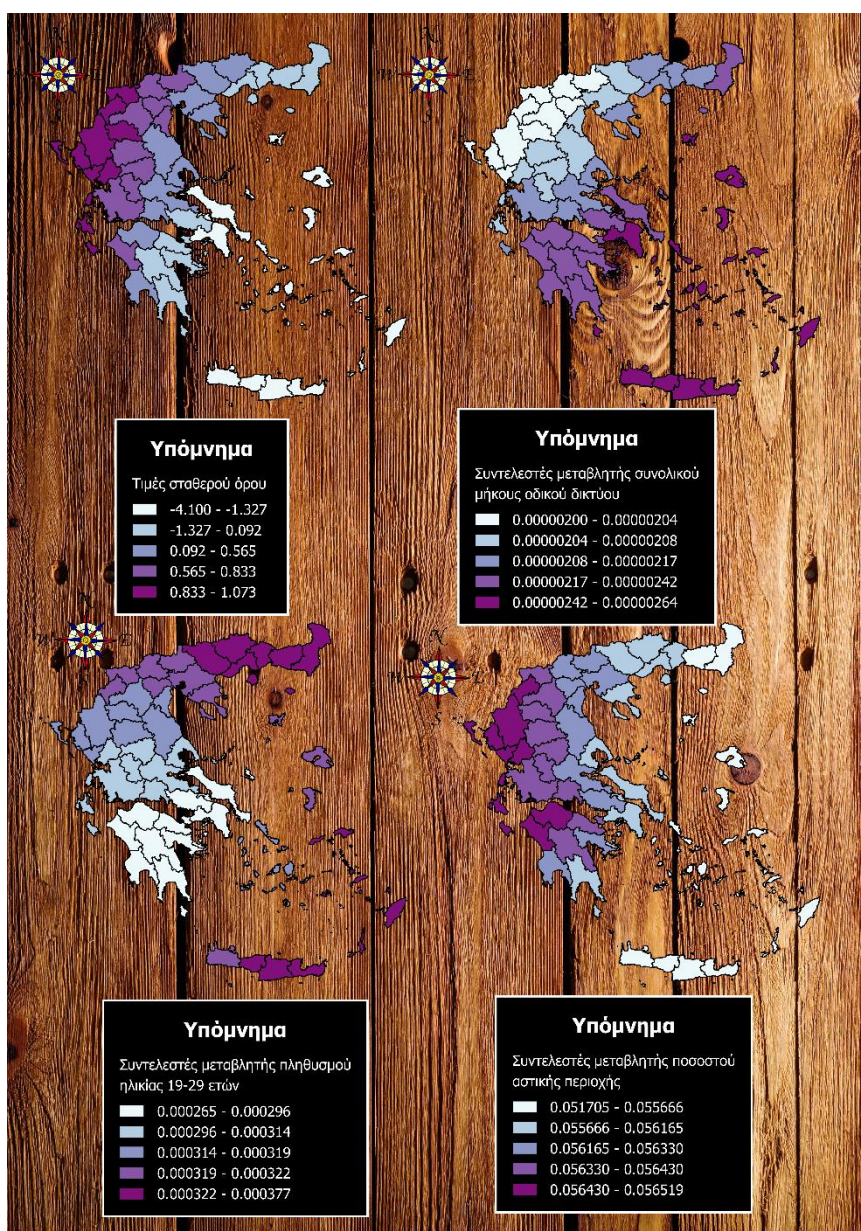 Υπόμνημα
Τιμές σταθερού όρου
-4.100 - -1.327
-1.327 - 0.092
0.092 - 0.565
0.565 - 0.833
0.833 - 1.073
Υπόμνημα
Συντελεστές μεταβλητής συνολικού
μήκους οδικού δικτύου
0.00000200 - 0.00000204
0.00000204 - 0.00000208
0.00000208 - 0.00000217
0.00000217 - 0.00000242
0.00000242 - 0.00000264
Υπόμνημα
Συντελεστές μεταβλητής πληθυσμού
ηλικίας 19-29 ετών
0.000265 - 0.000296
0.000296 - 0.000314
0.000314 - 0.000319
0.000319 - 0.000322
0.000322 - 0.000377
Υπόμνημα
Συντελεστές μεταβλητής ποσοστού
αστικής περιοχής
0.051705 - 0.055666
0.055666 - 0.056165
0.056165 - 0.056330
0.056330 - 0.056430
0.056430 - 0.056519